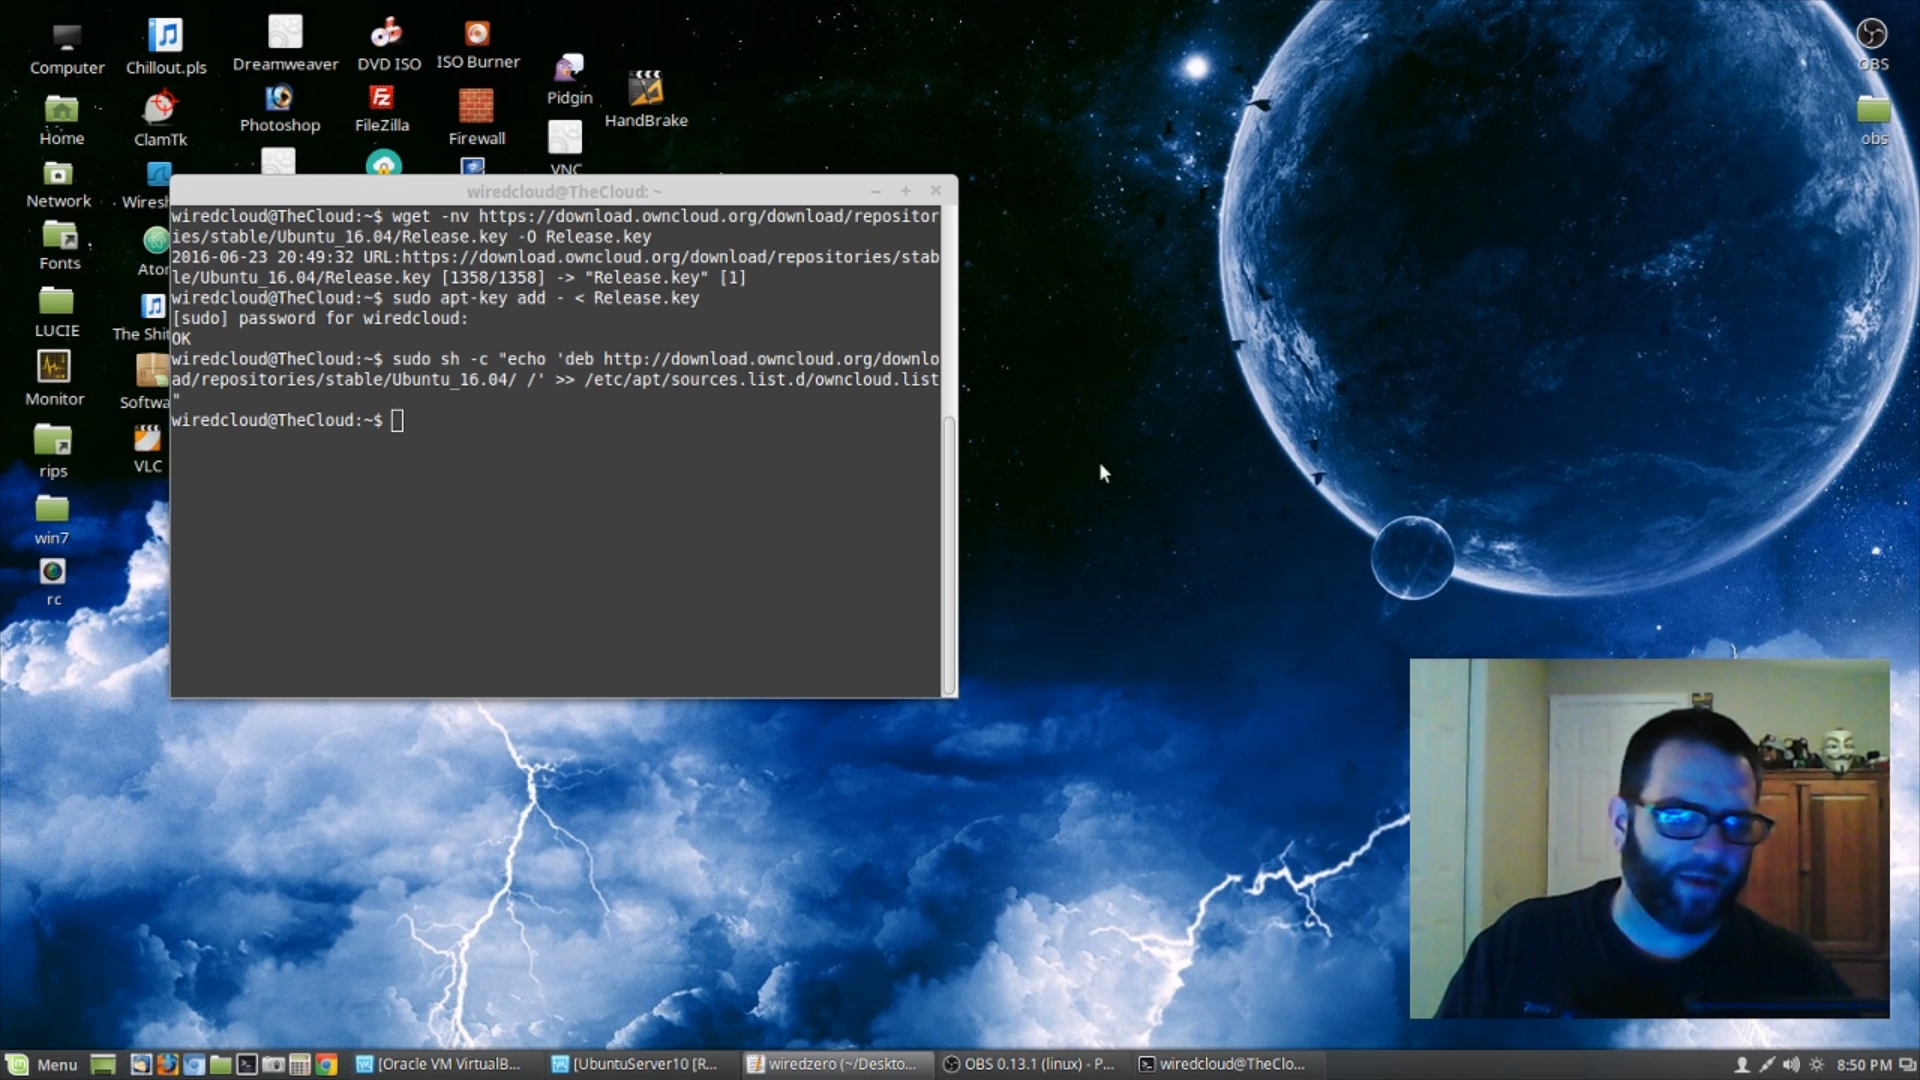 Computer
Chillout.pls
Dreamweaver
DVD ISO
ISO Burner
Pidgin
HandBrake
OBS
Home
ClamTk
Photoshop
FileZilla
Firewall
VNC
obs
Network
Wiresh
Fonts
Ato
LUCIE
The Shi
Monitor
Softwa
rips
VLC
win7
rc
wiredcloud@TheCloud: ~
wiredcloud@TheCloud:~$ wget -nv https://download.owncloud.org/download/repositor
ies/stable/Ubuntu_16.04/Release.key -O Release.key
2016-06-23 20:49:32 URL:https://download.owncloud.org/download/repositories/stab
le/Ubuntu_16.04/Release.key [1358/1358] -> "Release.key" [1]
wiredcloud@TheCloud:~$ sudo apt-key add - < Release.key
[sudo] password for wiredcloud:
OK
wiredcloud@TheCloud:~$ sudo sh -c "echo 'deb http://download.owncloud.org/downlo
ad/repositories/stable/Ubuntu_16.04/ /' >> /etc/apt/sources.list.d/owncloud.list
"
wiredcloud@TheCloud:~$
Menu
[Oracle VM VirtualB...
[UbuntuServer10 [R...
wiredzero (~/Deskto...
OBS 0.13.1 (linux) - P...
wiredcloud@TheClo...
8:50 PM